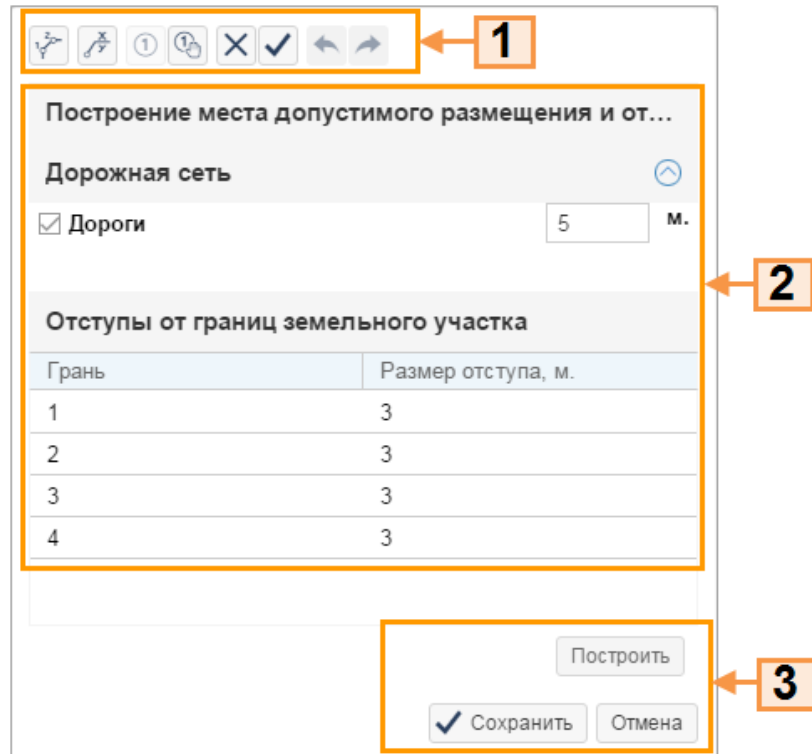 1
Построение места допустимого размещения и от...
Дорожная сеть
Дороги 5 м.
2
Отступы от границ земельного участка
Грань Размер отступа, м.
1 3
2 3
3 3
4 3
Построить
3
Сохранить Отмена